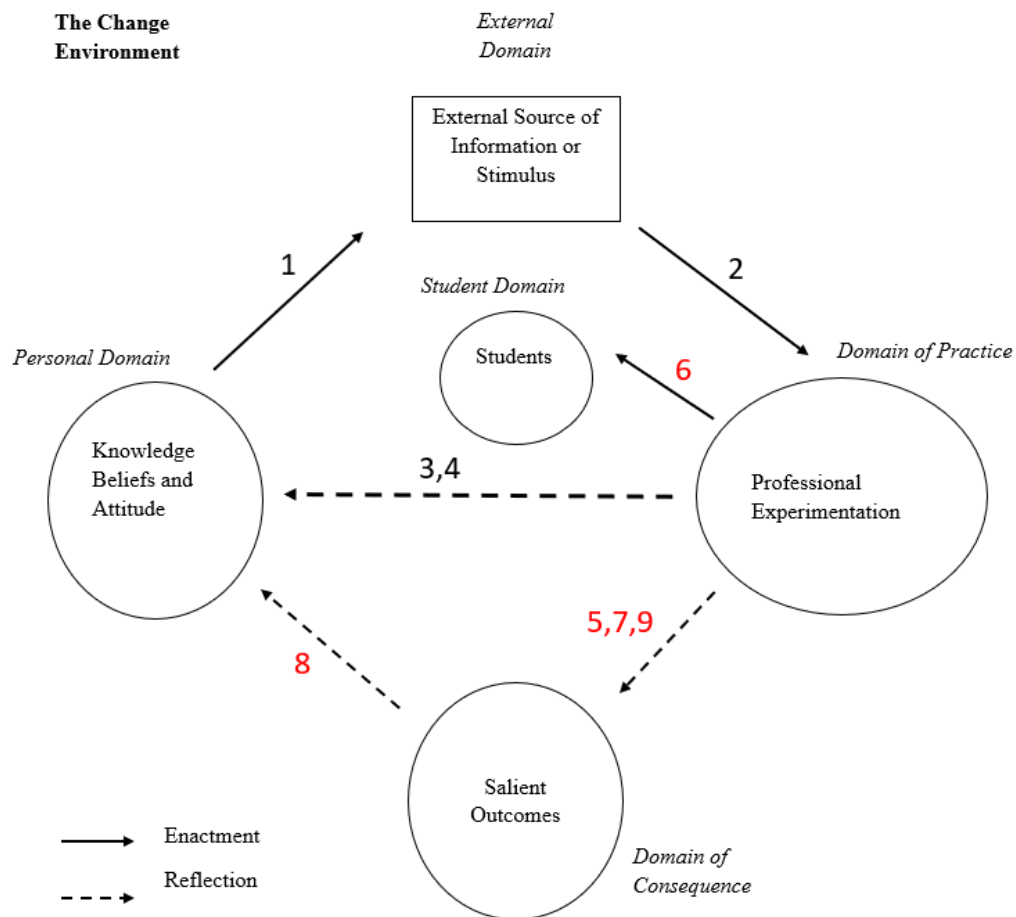 The Change
Environment
External
Domain
External Source of
Information or
Stimulus
1
2
Student Domain
Personal Domain
Domain of Practice
Students
6
Knowledge
Beliefs and
Attitude
3,4
Professional
Experimentation
5,7,9
8
Salient
Outcomes
Enactment
Reflection
Domain of
Consequence